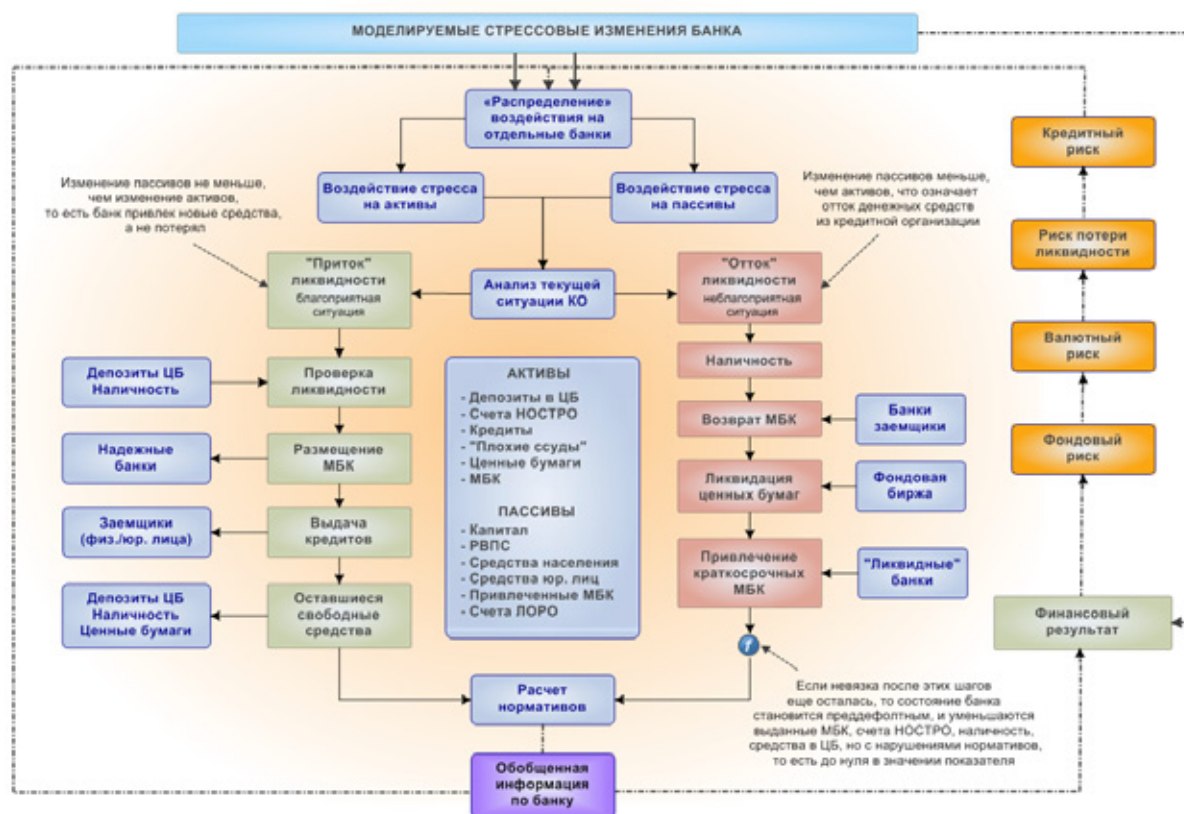 МОДЕЛИРУЕМЫЕ СТРЕССОВЫЕ ИЗМЕНЕНИЯ БАНКА
«Распределение»
воздействия на
отдельные банки
Воздействие стресса
на активы
Воздействие стресса
на пассивы
Изменение пассивов не меньше,
чем изменение активов,
то есть банк привлек новые средства,
а не потерял
Изменение пассивов меньше,
чем активов, что означает
отток денежных средств
из кредитной организации
"Приток"
ликвидности
благоприятная
ситуация
Анализ текущей
ситуации КО
"Отток"
ликвидности
неблагоприятная
ситуация
Депозиты ЦБ
Наличность
Проверка
ликвидности
Надежные
банки
Размещение
МБК
Заемщики
(физ./юр. лица)
Выдача
кредитов
Депозиты ЦБ
Наличность
Ценные бумаги
Оставшиеся
свободные
средства
АКТИВЫ
- Депозиты в ЦБ
- Счета НОСТРО
- Кредиты
- "Плохие ссуды"
- Ценные бумаги
- МБК
ПАССИВЫ
- Капитал
- РВПС
- Средства населения
- Средства юр. лиц
- Привлеченные МБК
- Счета ЛОРО
Наличность
Возврат МБК
Банки
заемщики
Ликвидация
ценных бумаг
Фондовая
биржа
Привлечение
краткосрочных
МБК
"Ликвидные"
банки
f
Если невязка после этих шагов
еще осталась, то состояние банка
становится преддефолтным, и уменьшаются
выданные МБК, счета НОСТРО, наличность,
средства в ЦБ, но с нарушениями нормативов,
то есть до нуля в значении показателя
Расчет
нормативов
Обобщенная
информация
по банку
Кредитный
риск
Риск потери
ликвидности
Валютный
риск
Фондовый
риск
Финансовый
результат